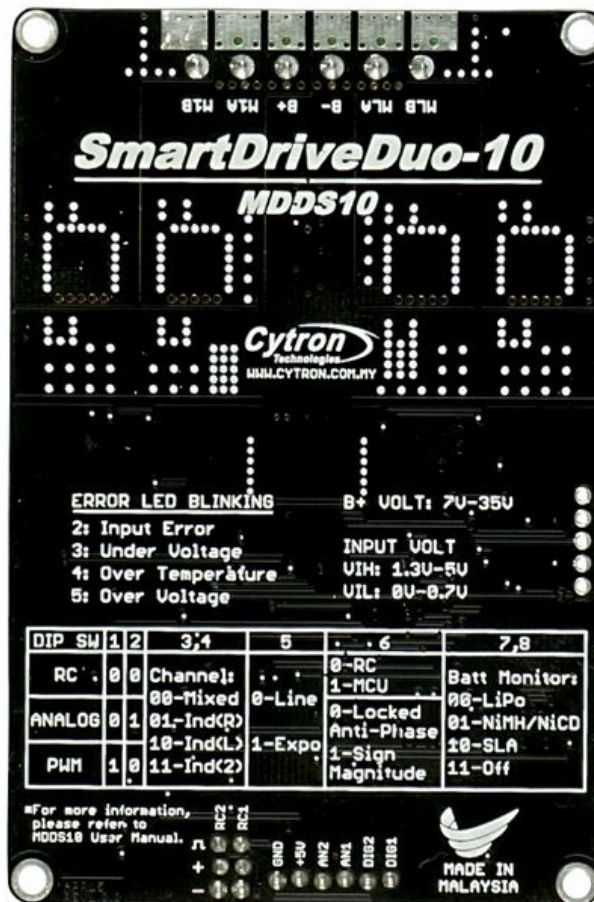 M1B M1A B+ B- MLA MLB
SmartDriveDuo-10
MDDS10
Cytron
Technologies
WWW.CYTRON.COM.MY
ERROR LED BLINKING
2: Input Error
3: Under Voltage
4: Over Temperature
5: Over Voltage
B+ VOLT: 7V-35V
INPUT VOLT
VIH: 1.3V-5V
VIL: 0V-0.7V
DIP SW 1 2 3,4 5 6 7,8
RC 0 0
ANALOG 0 1
PWM 1 0
Channel:
00-Mixed
01-Ind(R)
10-Ind(L)
11-Ind(2)
0-Line
1-Expo
0-RC
1-MCU
0-Locked
Anti-Phase
1-Sign
Magnitude
Batt Monitor:
00-LiPo
01-NiMH/NiCD
10-SLA
11-Off
*For more information,
please refer to
MDDS10 User Manual.
RC2
RC1
+
-
GND
+5V
AN2
AN1
DIG2
DIG1
MADE IN
MALAYSIA